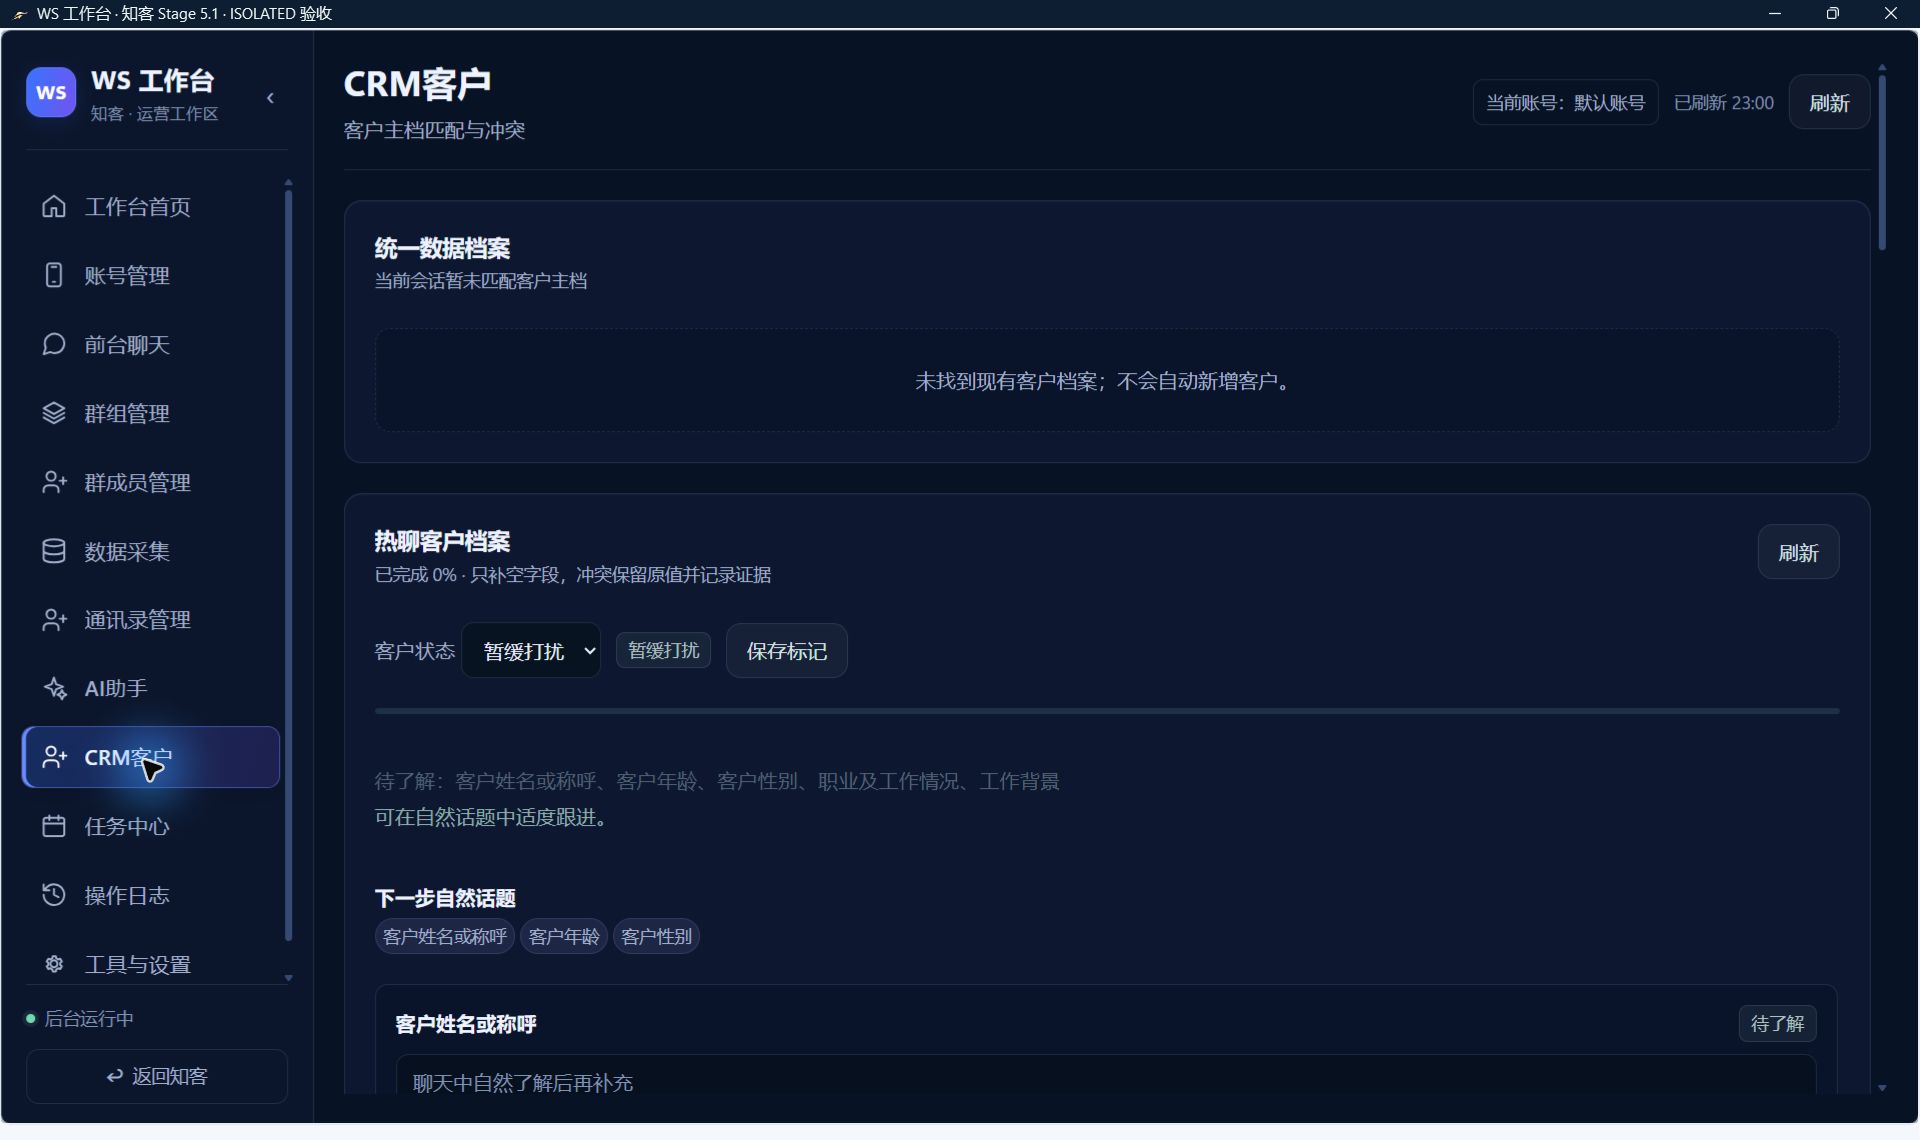 WS 工作台 · 知客 Stage 5.1 · ISOLATED 验收
WS
WS 工作台
知客 · 运营工作区
工作台首页
账号管理
前台聊天
群组管理
群成员管理
数据采集
通讯录管理
AI助手
CRM客户
任务中心
操作日志
工具与设置
后台运行中
返回知客
CRM客户
客户主档匹配与冲突
当前账号：默认账号
已刷新 23:00
刷新
统一数据档案
当前会话暂未匹配客户主档
未找到现有客户档案；不会自动新增客户。
热聊客户档案
已完成 0% · 只补空字段，冲突保留原值并记录证据
刷新
客户状态 暂缓打扰 暂缓打扰 保存标记
待了解：客户姓名或称呼、客户年龄、客户性别、职业及工作情况、工作背景
可在自然话题中适度跟进。
下一步自然话题
客户姓名或称呼 客户年龄 客户性别
客户姓名或称呼
待了解
聊天中自然了解后再补充